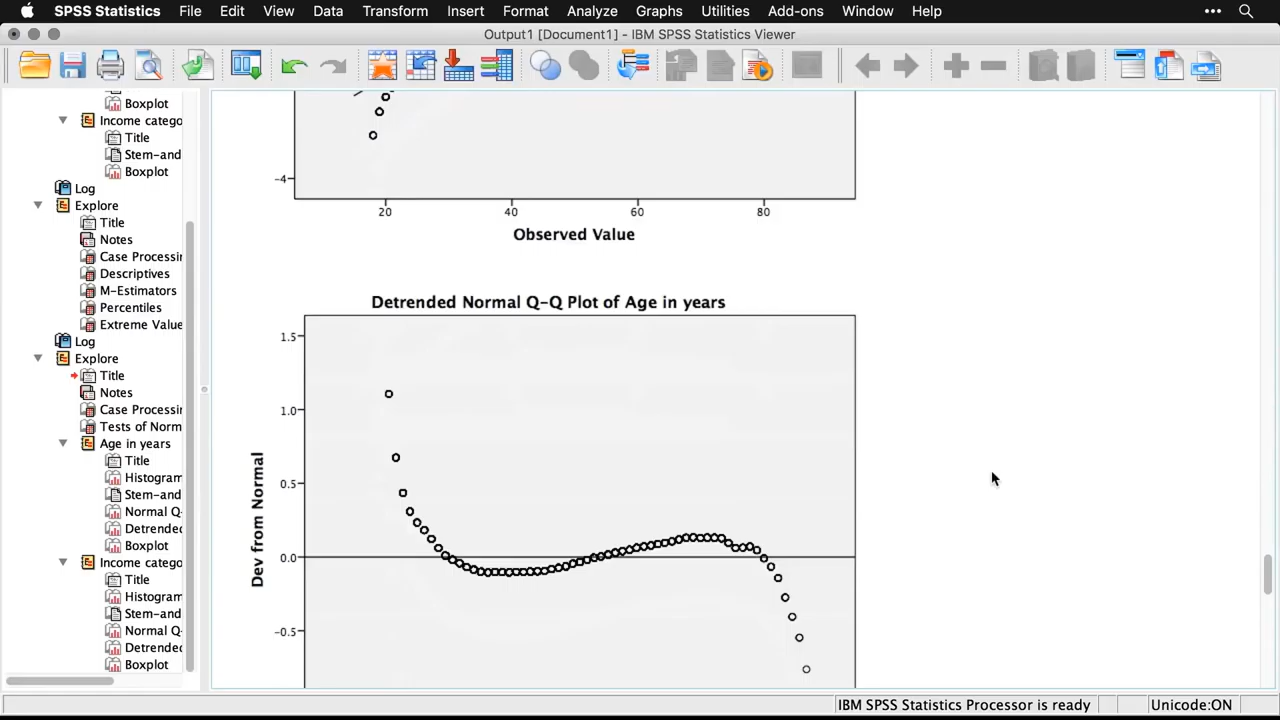 SPSS Statistics File Edit View Data Transform Insert Format Analyze Graphs Utilities Add-ons Window Help
Output1 [Document1] - IBM SPSS Statistics Viewer
Boxplot
Income catego
Title
Stem-and
Boxplot
Log
Explore
Title
Notes
Case Processir
Descriptives
M-Estimators
Percentiles
Extreme Value
Log
Explore
Title
Notes
Case Processir
Tests of Norm
Age in years
Title
Histogram
Stem-and
Normal Q-
Detrended
Boxplot
Income catego
Title
Histogram
Stem-and
Normal Q-
Detrended
Boxplot
-4
20 40 60 80
Observed Value
Detrended Normal Q-Q Plot of Age in years
1.5
1.0
0.5
0.0
-0.5
Dev from Normal
IBM SPSS Statistics Processor is ready Unicode:ON